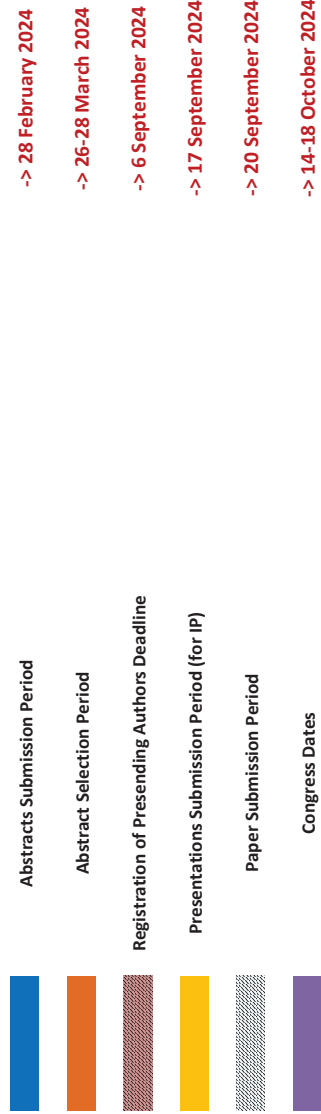 Abstracts Submission Period -> 28 February 2024
Abstract Selection Period -> 26-28 March 2024
Registration of Presending Authors Deadline -> 6 September 2024
Presentations Submission Period (for IP) -> 17 September 2024
Paper Submission Period -> 20 September 2024
Congress Dates -> 14-18 October 2024